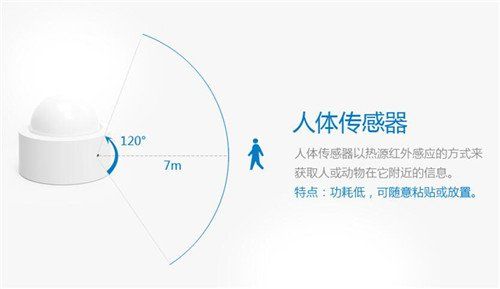 120°
7m
人体传感器
人体传感器以热源红外感应的方式来
获取人或动物在它附近的信息。
特点：功耗低，可随意粘贴或放置。